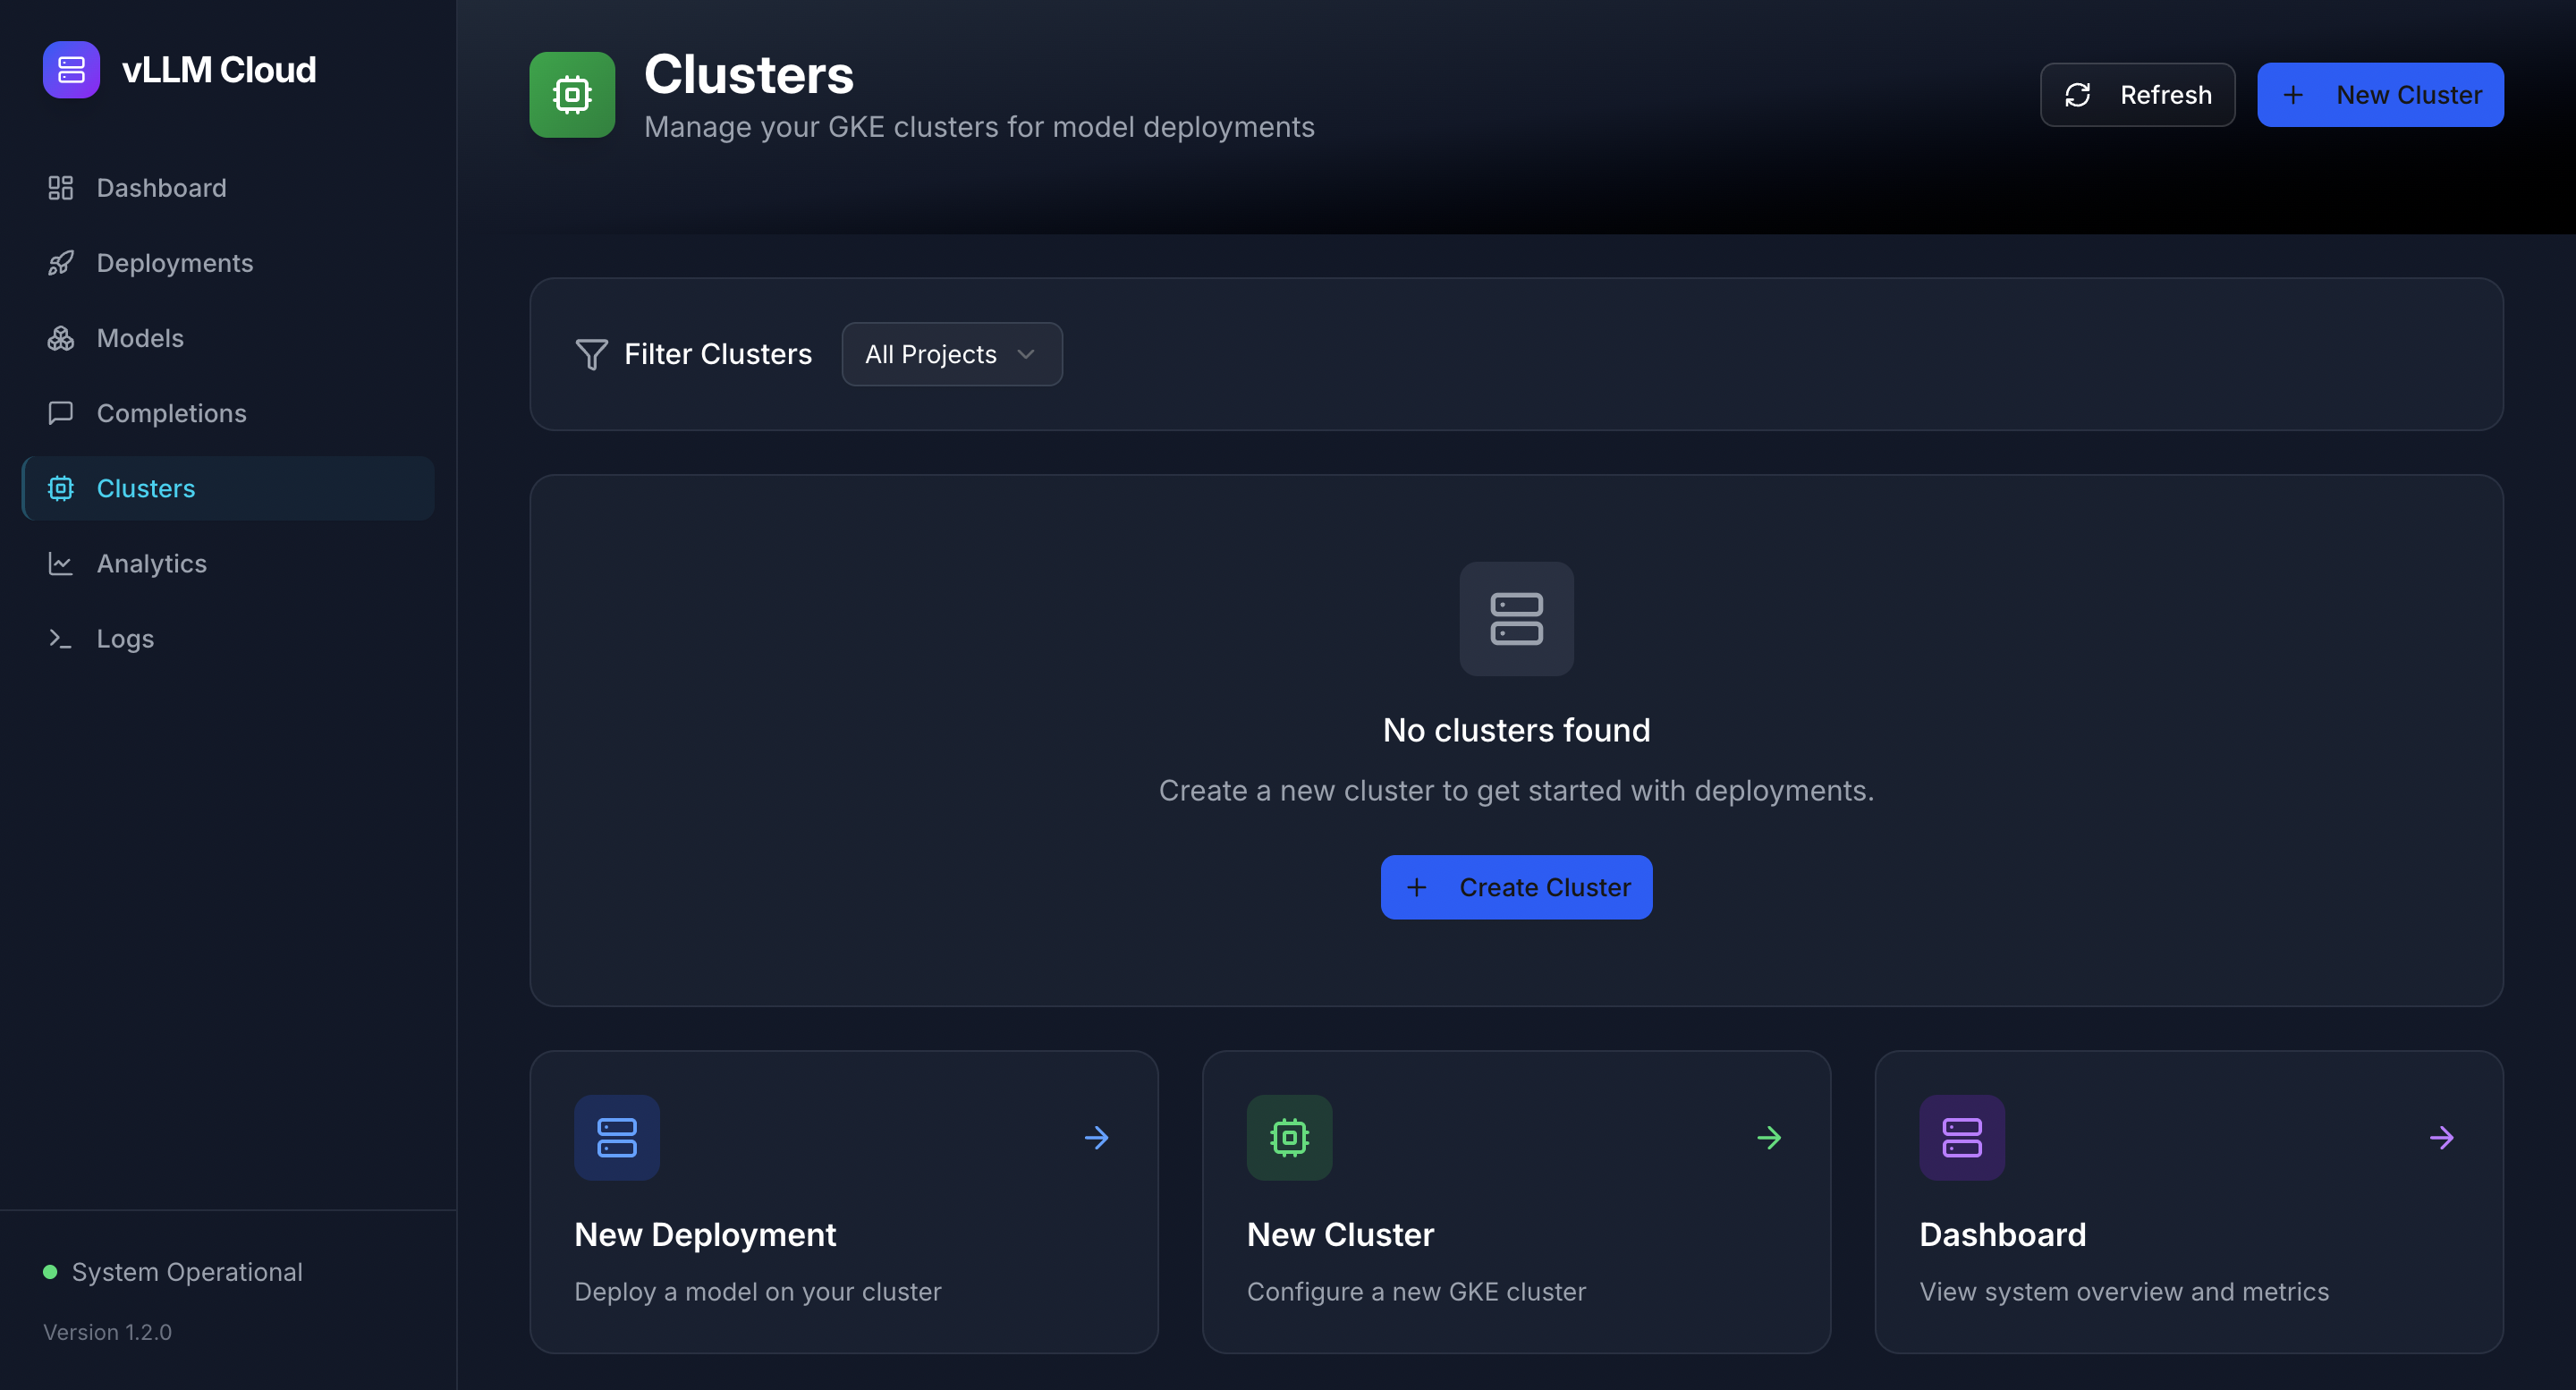 vLLM Cloud
Dashboard
Deployments
Models
Completions
Clusters
Analytics
Logs
System Operational
Version 1.2.0
Clusters
Manage your GKE clusters for model deployments
Refresh
New Cluster
Filter Clusters
All Projects
No clusters found
Create a new cluster to get started with deployments.
Create Cluster
New Deployment
Deploy a model on your cluster
New Cluster
Configure a new GKE cluster
Dashboard
View system overview and metrics